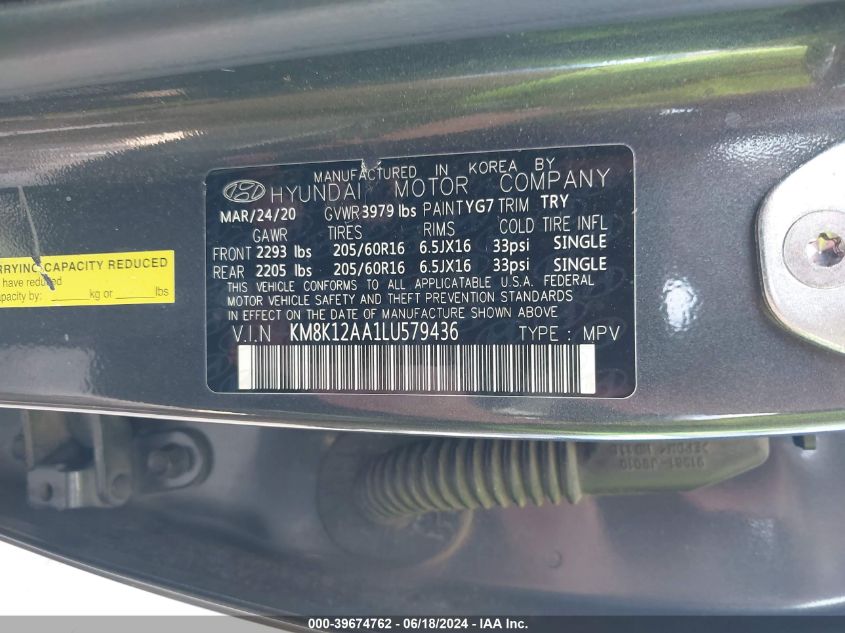 MANUFACTURED IN KOREA BY
HYUNDAI MOTOR COMPANY
MAR/24/20 GVWR 3979 lbs PAINT YG7 TRIM TRY
GAWR TIRES RIMS COLD TIRE INFL
FRONT 2293 lbs 205/60R16 6.5JX16 33psi SINGLE
REAR 2205 lbs 205/60R16 6.5JX16 33psi SINGLE
THIS VEHICLE CONFORMS TO ALL APPLICATABLE U.S.A. FEDERAL
MOTOR VEHICLE SAFETY AND THEFT PREVENTION STANDARDS
IN EFFECT ON THE DATE OF MANUFACTURE SHOWN ABOVE
V.I.N KM8K12AA1LU579436 TYPE : MPV
CAPACITY REDUCED
have reduced
capacity by: kg or lbs
000-39674762 - 06/18/2024 - IAA Inc.